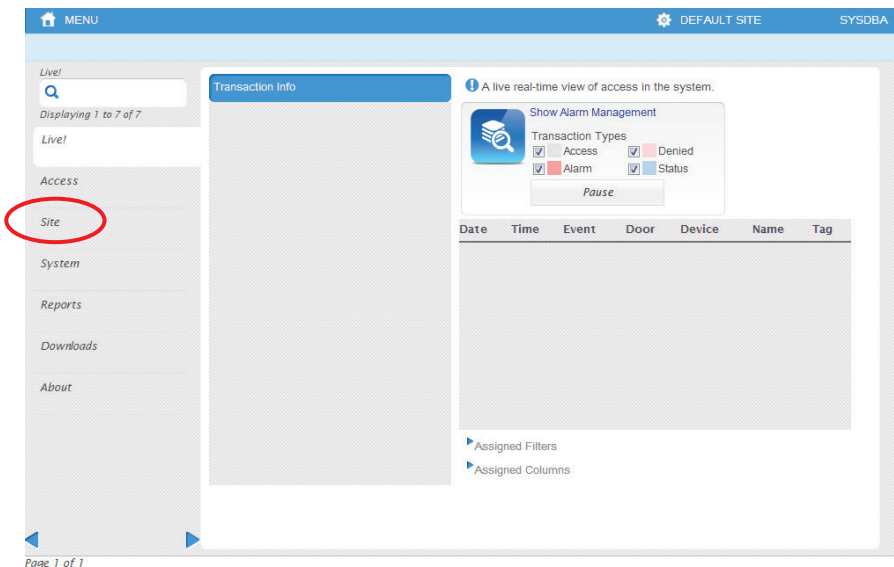 MENU
DEFAULT SITE
SYSDBA
Live!
Displaying 1 to 7 of 7
Live!
Access
Site
System
Reports
Downloads
About
Page 1 of 1
Transaction Info
A live real-time view of access in the system.
Show Alarm Management
Transaction Types
Access Denied
Alarm Status
Pause
Date Time Event Door Device Name Tag
Assigned Filters
Assigned Columns